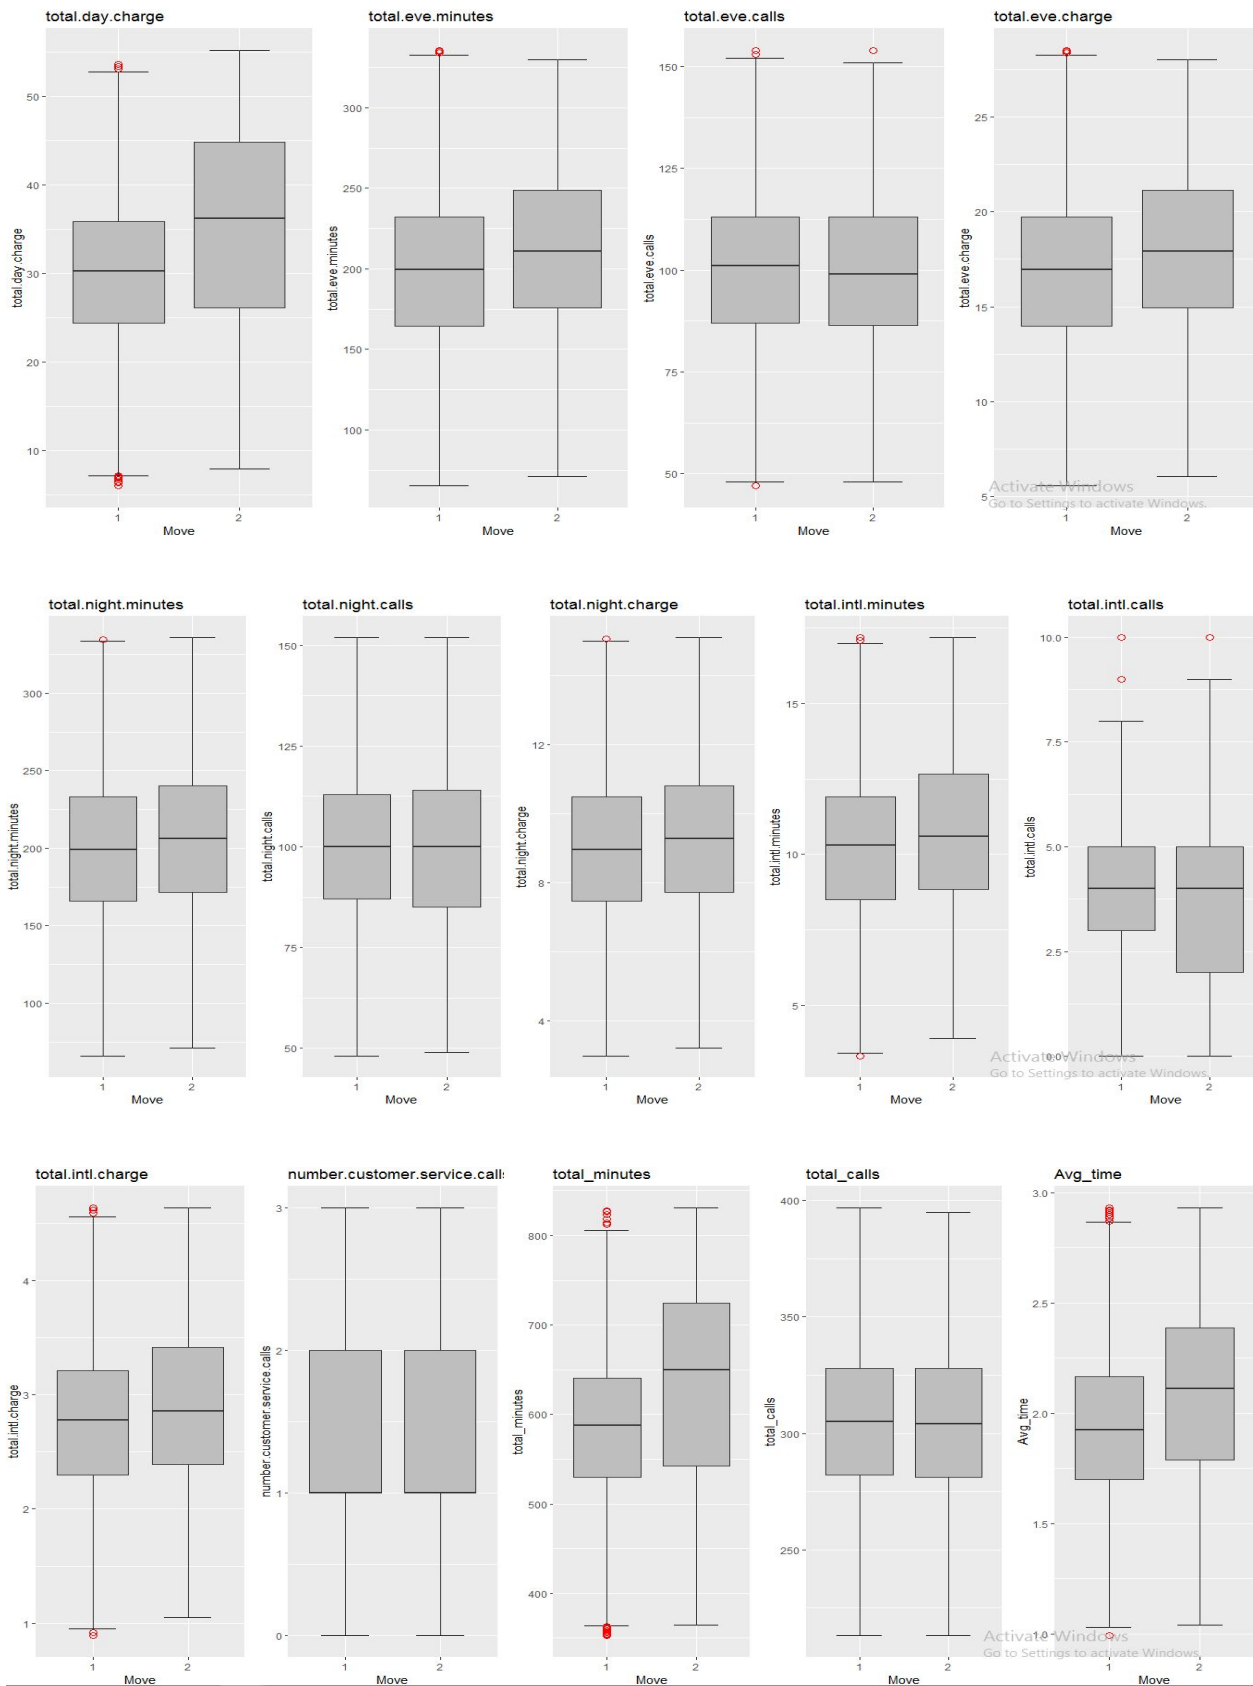 total.day.charge
total.eve.minutes
total.eve.calls
total.eve.charge
50
40
30
20
10
total.day.charge
1
2
Move
300
250
200
150
100
total.eve.minutes
1
2
Move
150
125
100
75
50
total.eve.calls
1
2
Move
25
20
15
10
5
total.eve.charge
1
2
Move
Activate Windows
Go to Settings to activate Windows.
total.night.minutes
total.night.calls
total.night.charge
total.intl.minutes
total.intl.calls
300
250
200
150
100
total.night.minutes
1
2
Move
150
125
100
75
50
total.night.calls
1
2
Move
12
8
4
total.night.charge
1
2
Move
15
10
5
total.intl.minutes
1
2
Move
10.0
7.5
5.0
2.5
0.0
total.intl.calls
1
2
Move
Activate Windows
Go to Settings to activate Windows.
total.intl.charge
number.customer.service.calls
total_minutes
total_calls
Avg_time
4
3
2
1
total.intl.charge
1
2
Move
3
2
1
0
number.customer.service.calls
1
2
Move
800
700
600
500
400
total_minutes
1
2
Move
400
350
300
250
total_calls
1
2
Move
3.0
2.5
2.0
1.5
1.0
Avg_time
1
2
Move
Activate Windows
Go to Settings to activate Windows.